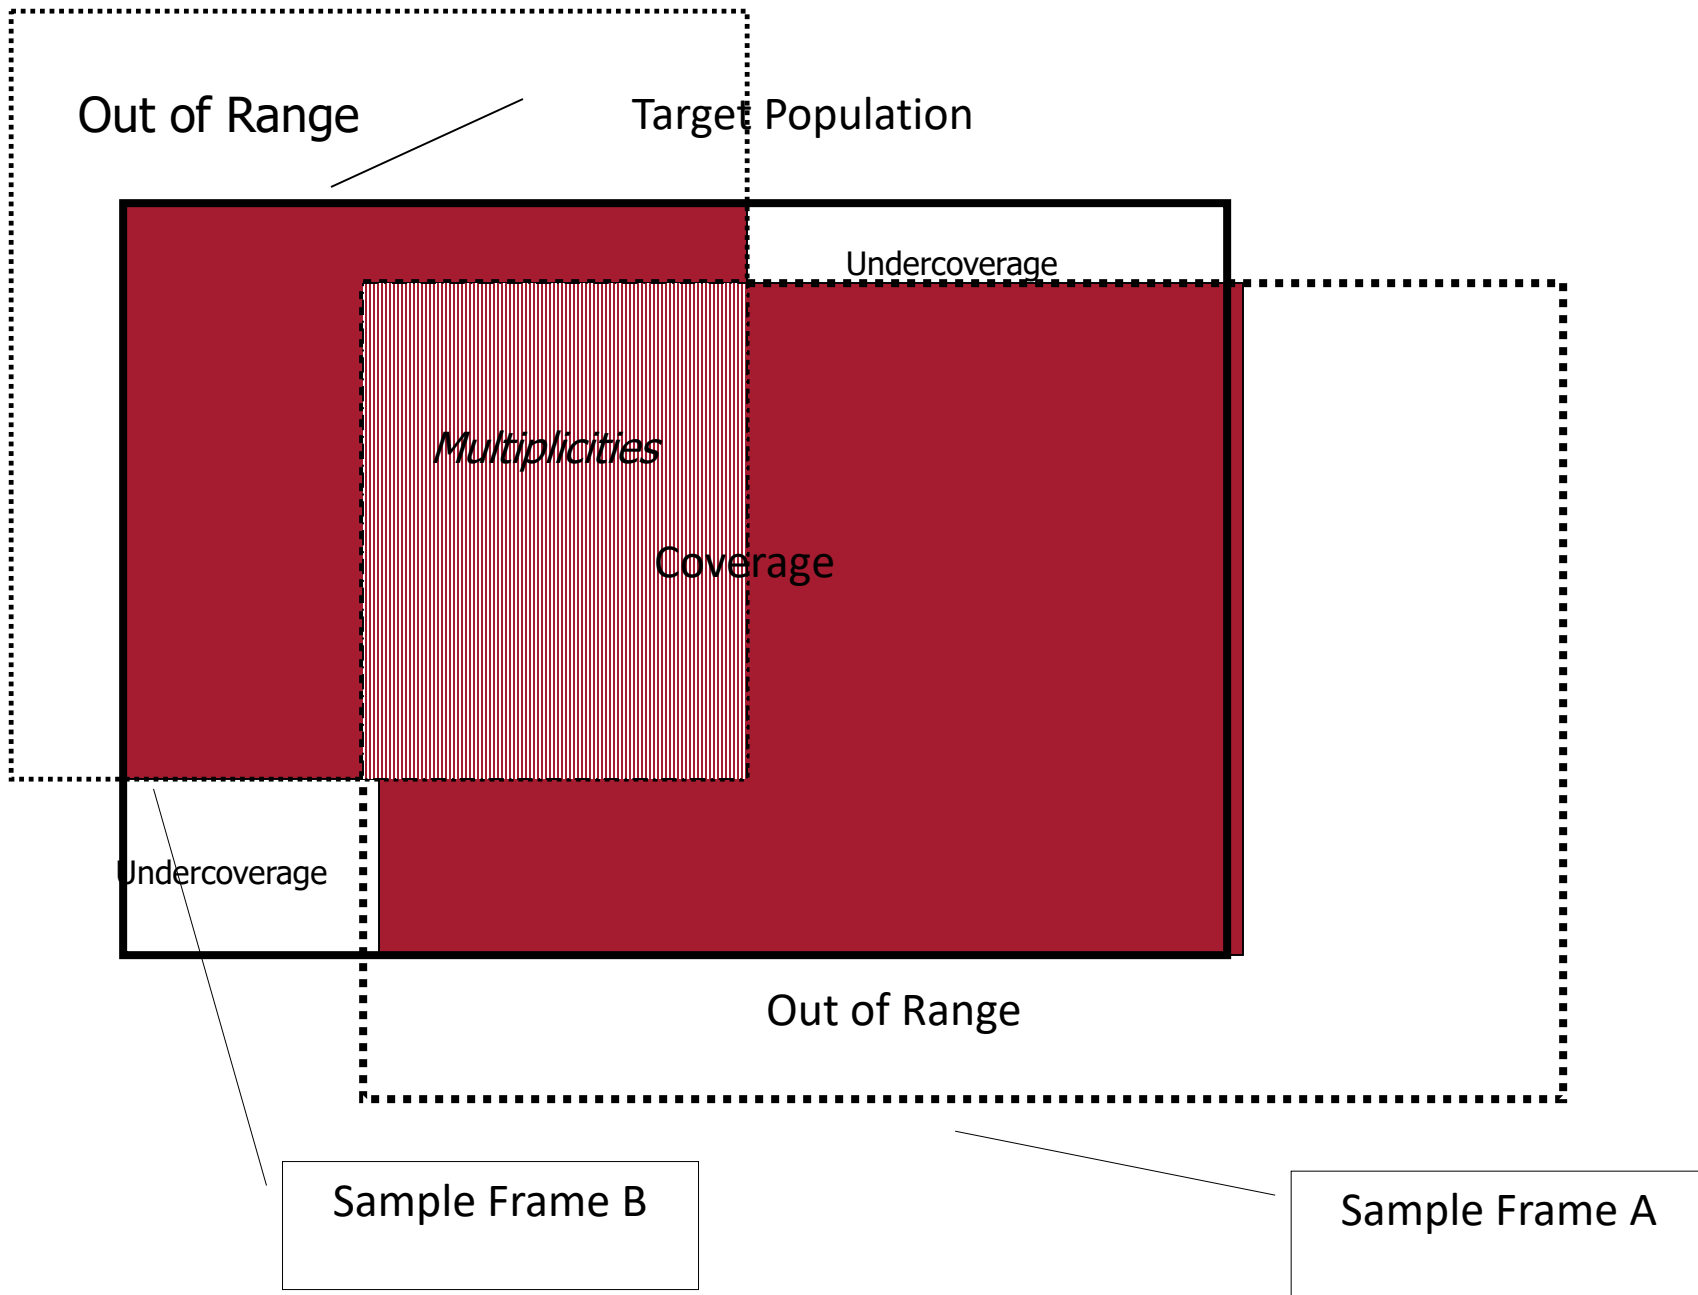 Out of Range
Target Population
Undercoverage
Multiplicities
Coverage
Undercoverage
Out of Range
Sample Frame B
Sample Frame A